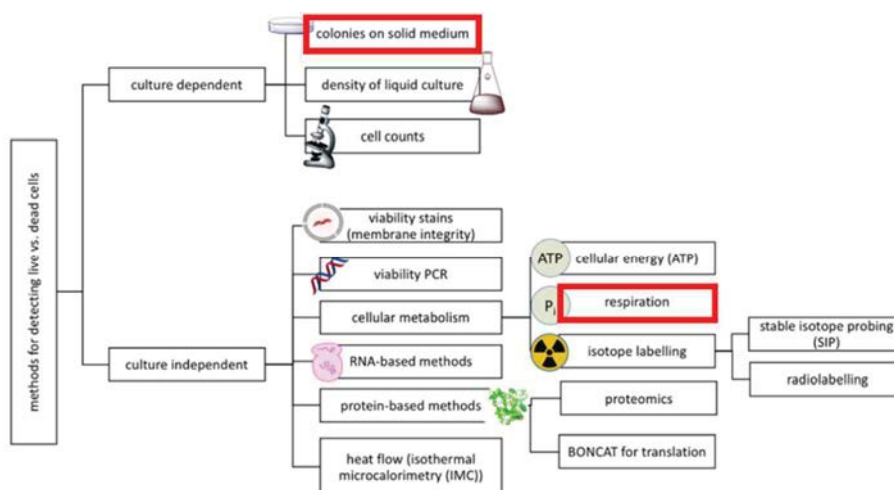 colonies on solid medium
culture dependent
density of liquid culture
cell counts
methods for detecting live vs. dead cells
viability stains
(membrane integrity)
ATP
cellular energy (ATP)
viability PCR
Pi
respiration
cellular metabolism
stable isotope probing
(SIP)
isotope labelling
culture independent
RNA-based methods
radiolabelling
protein-based methods
proteomics
heat flow (isothermal
microcalorimetry (IMC))
BONCAT for translation